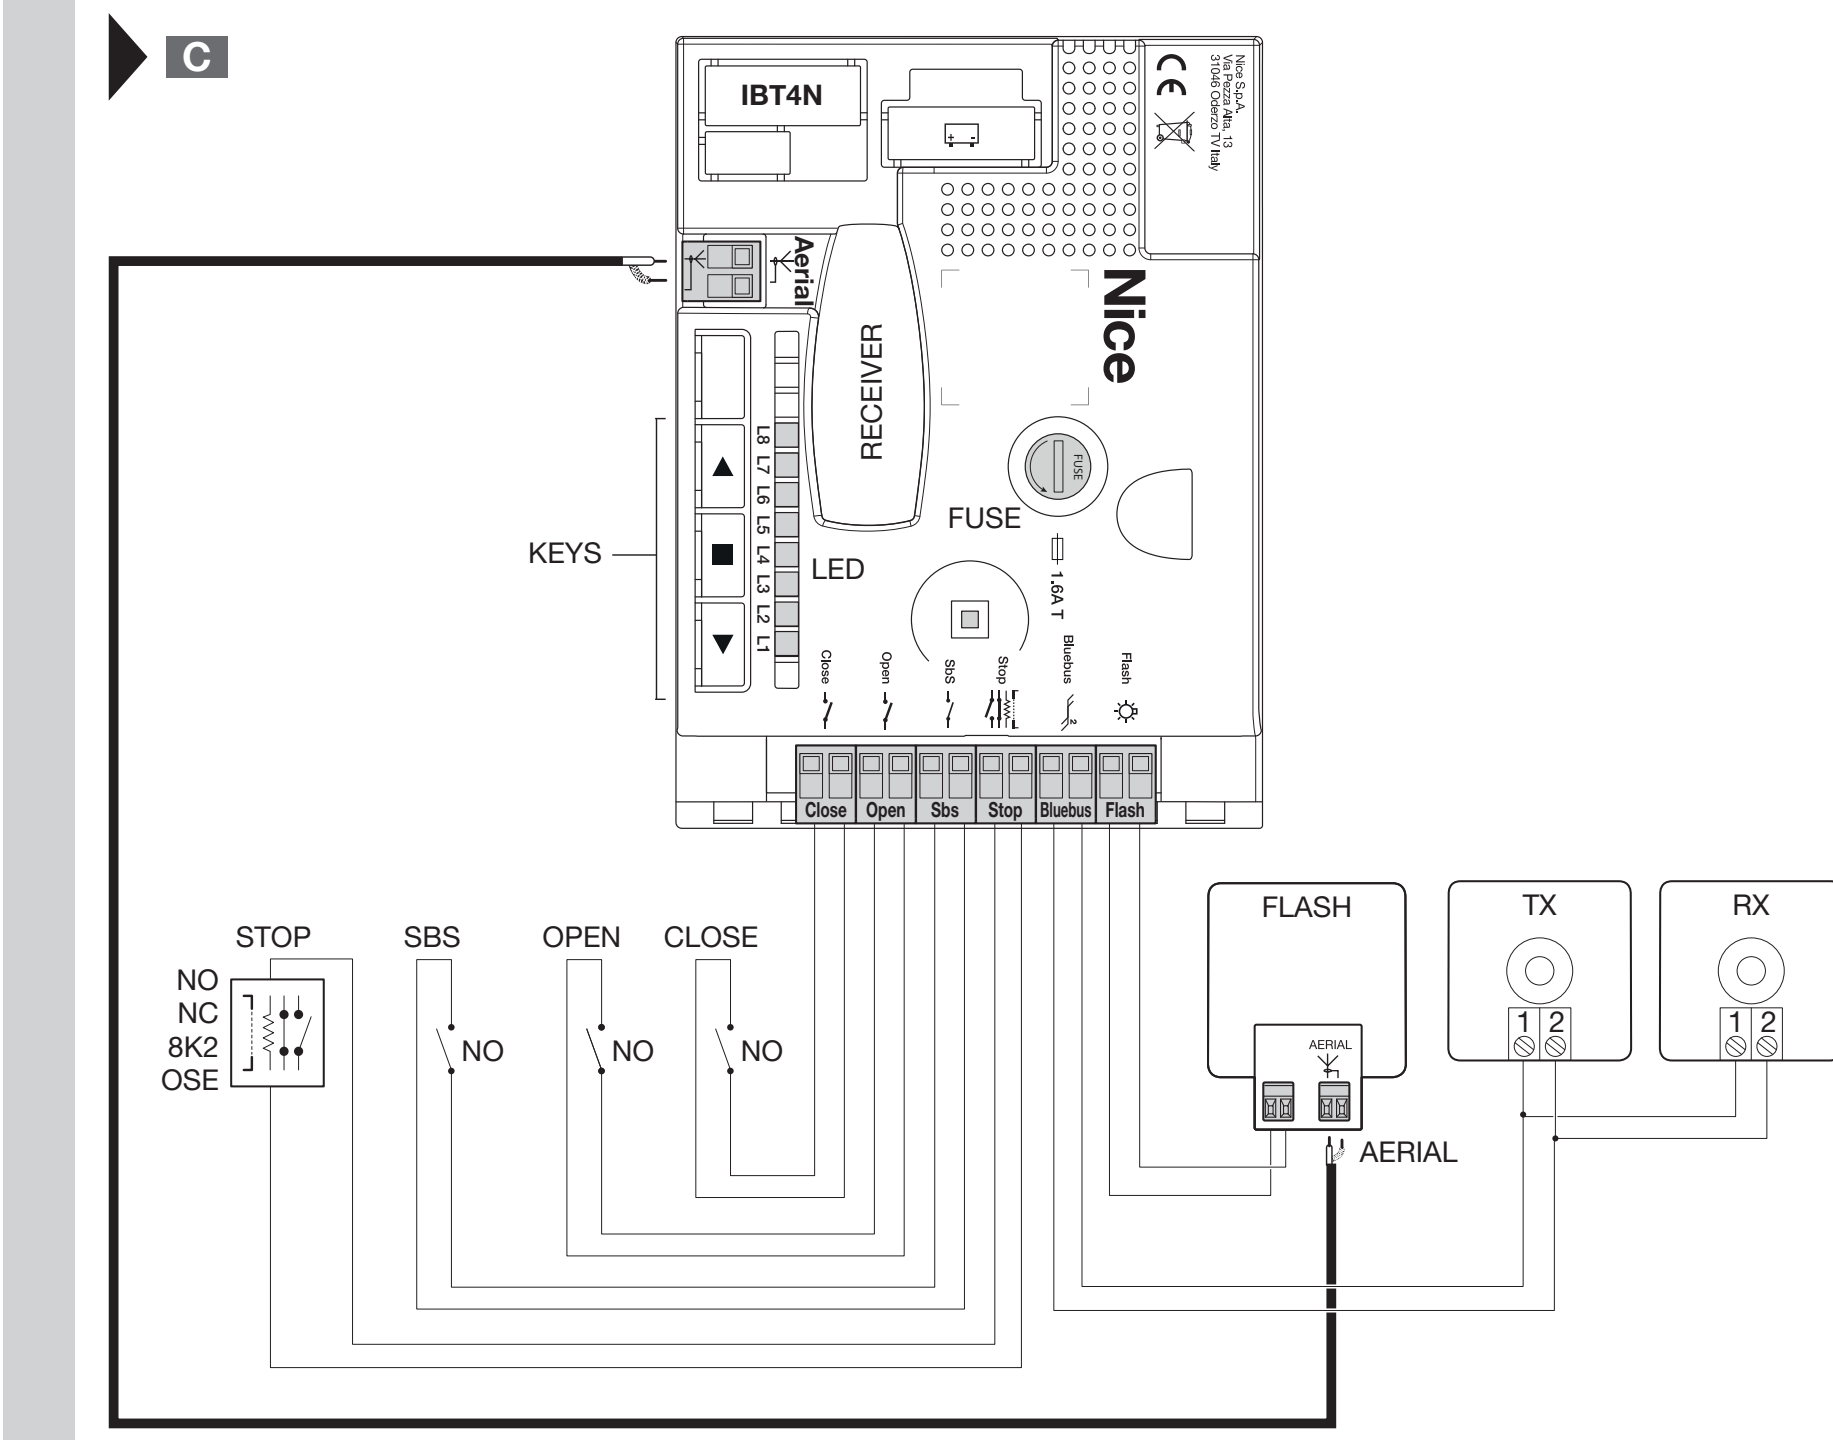 C
IBT4N
+ -
CE
Nice S.p.A.
Via Pezza Alta, 13
31046 Oderzo TV Italy
Aerial
Nice
RECEIVER
FUSE
FUSE
1.6A T
KEYS
LED
L8
L7
L6
L5
L4
L3
L2
L1
Close
Open
SbS
Stop
Bluebus
Flash
2
Close
Open
Sbs
Stop
Bluebus
Flash
STOP
NO
NC
8K2
OSE
SBS
NO
OPEN
NO
CLOSE
NO
FLASH
AERIAL
AERIAL
TX
1 2
RX
1 2